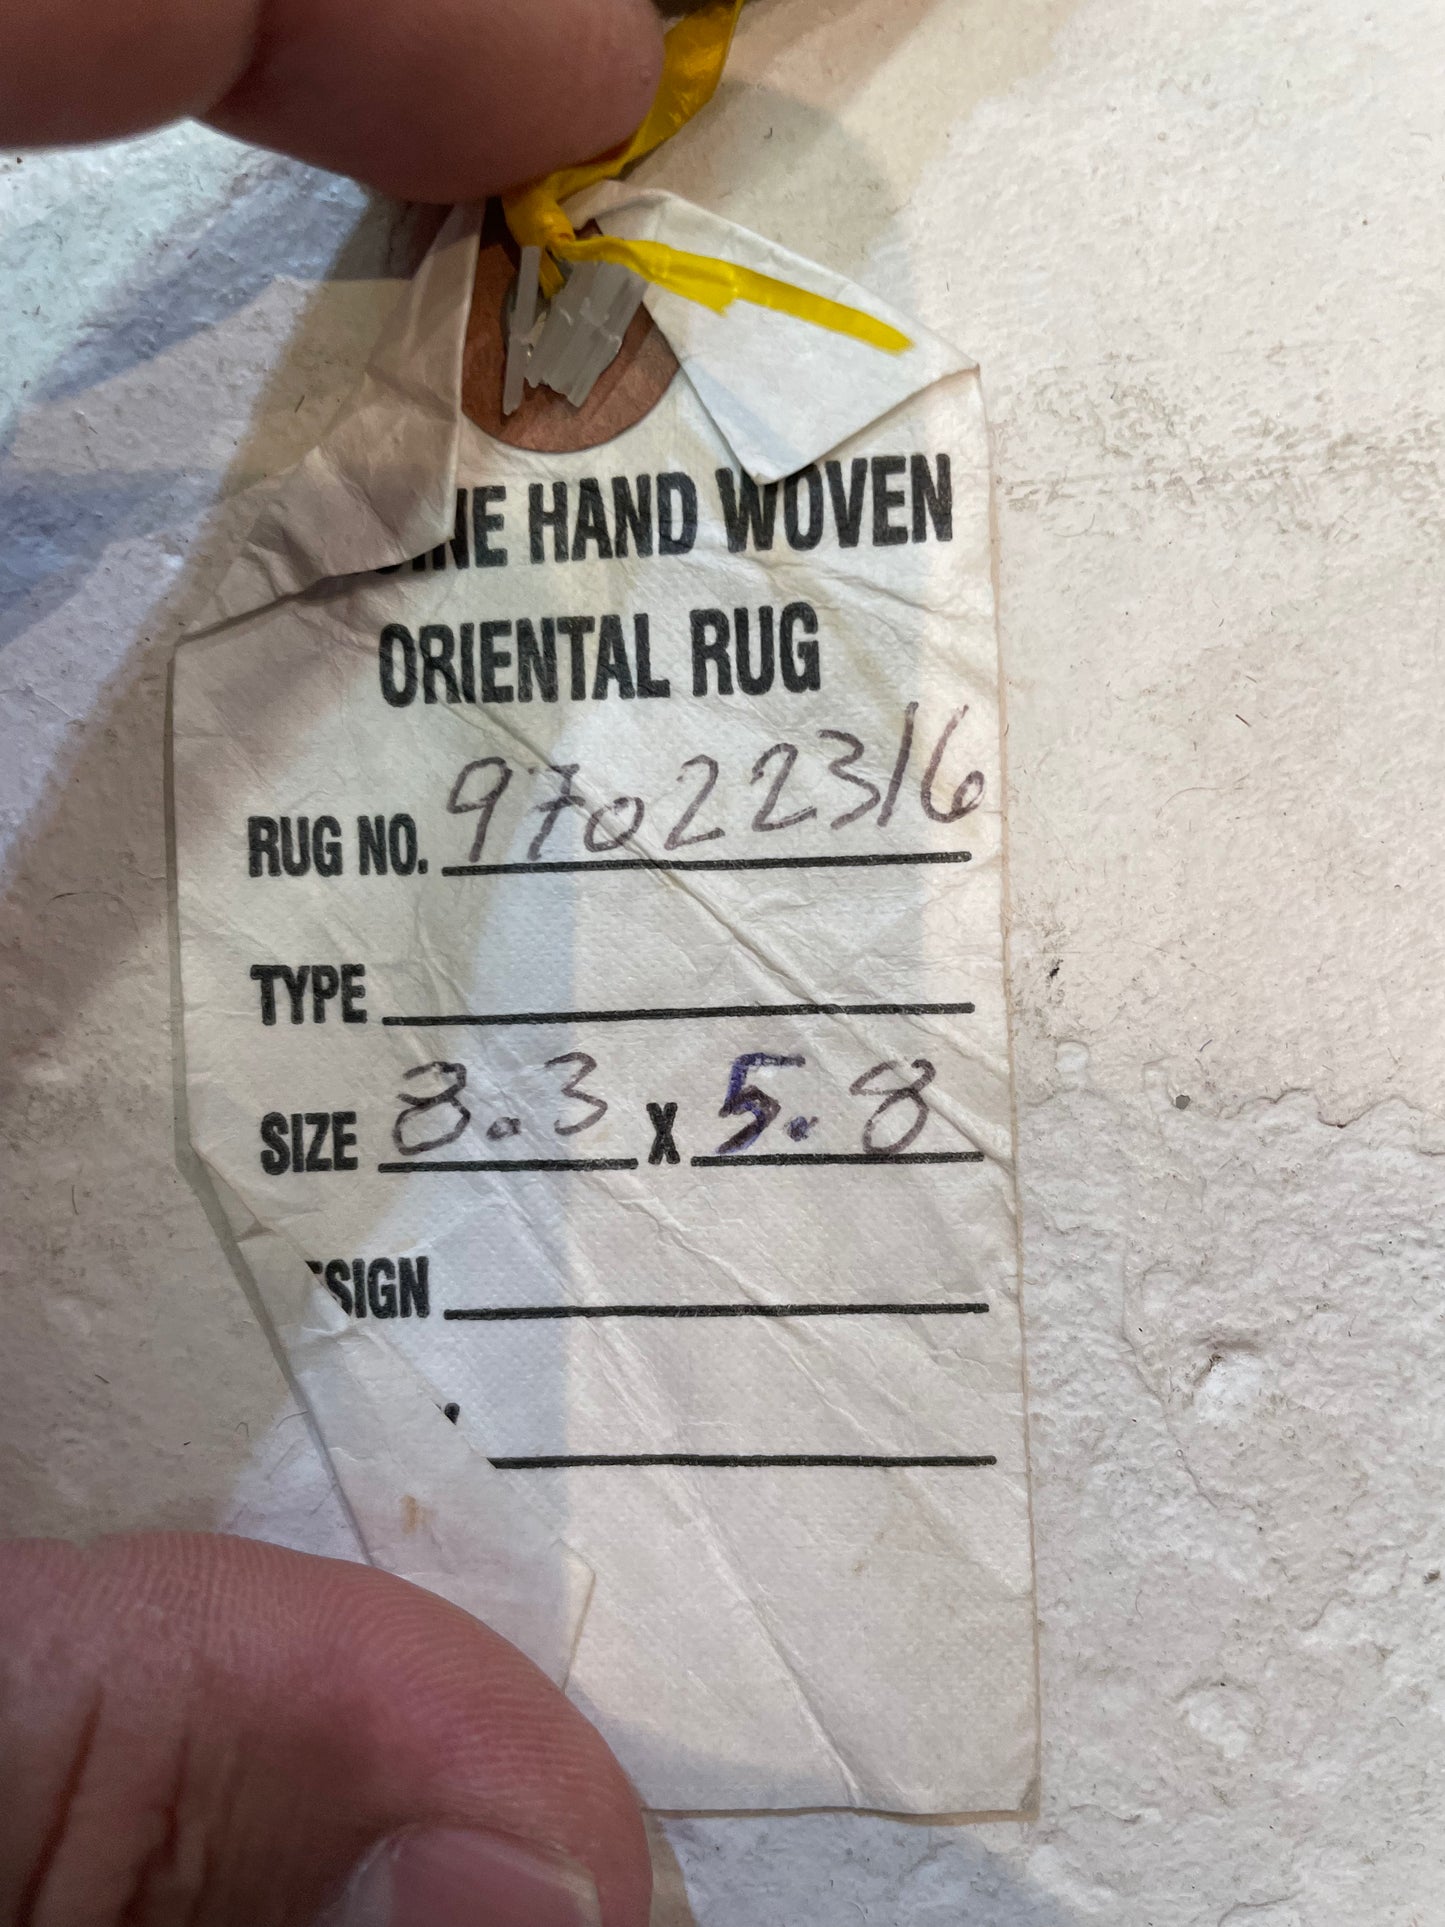 HAND WOVEN
ORIENTAL RUG
RUG NO. 97022316
TYPE
SIZE 8.3 X 5.8